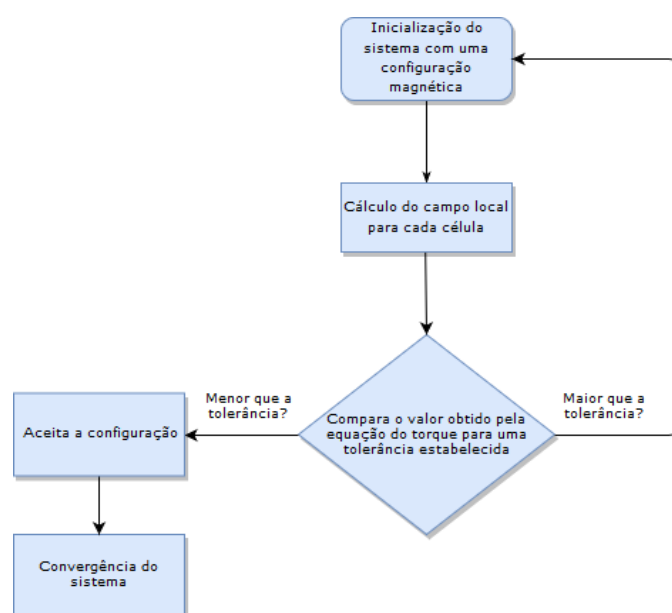 Inicialização do
sistema com uma
configuração
magnética
Cálculo do campo local
para cada célula
Menor que a
tolerância?
Maior que a
tolerância?
Compara o valor obtido pela
equação do torque para uma
tolerância estabelecida
Aceita a configuração
Convergência do
sistema